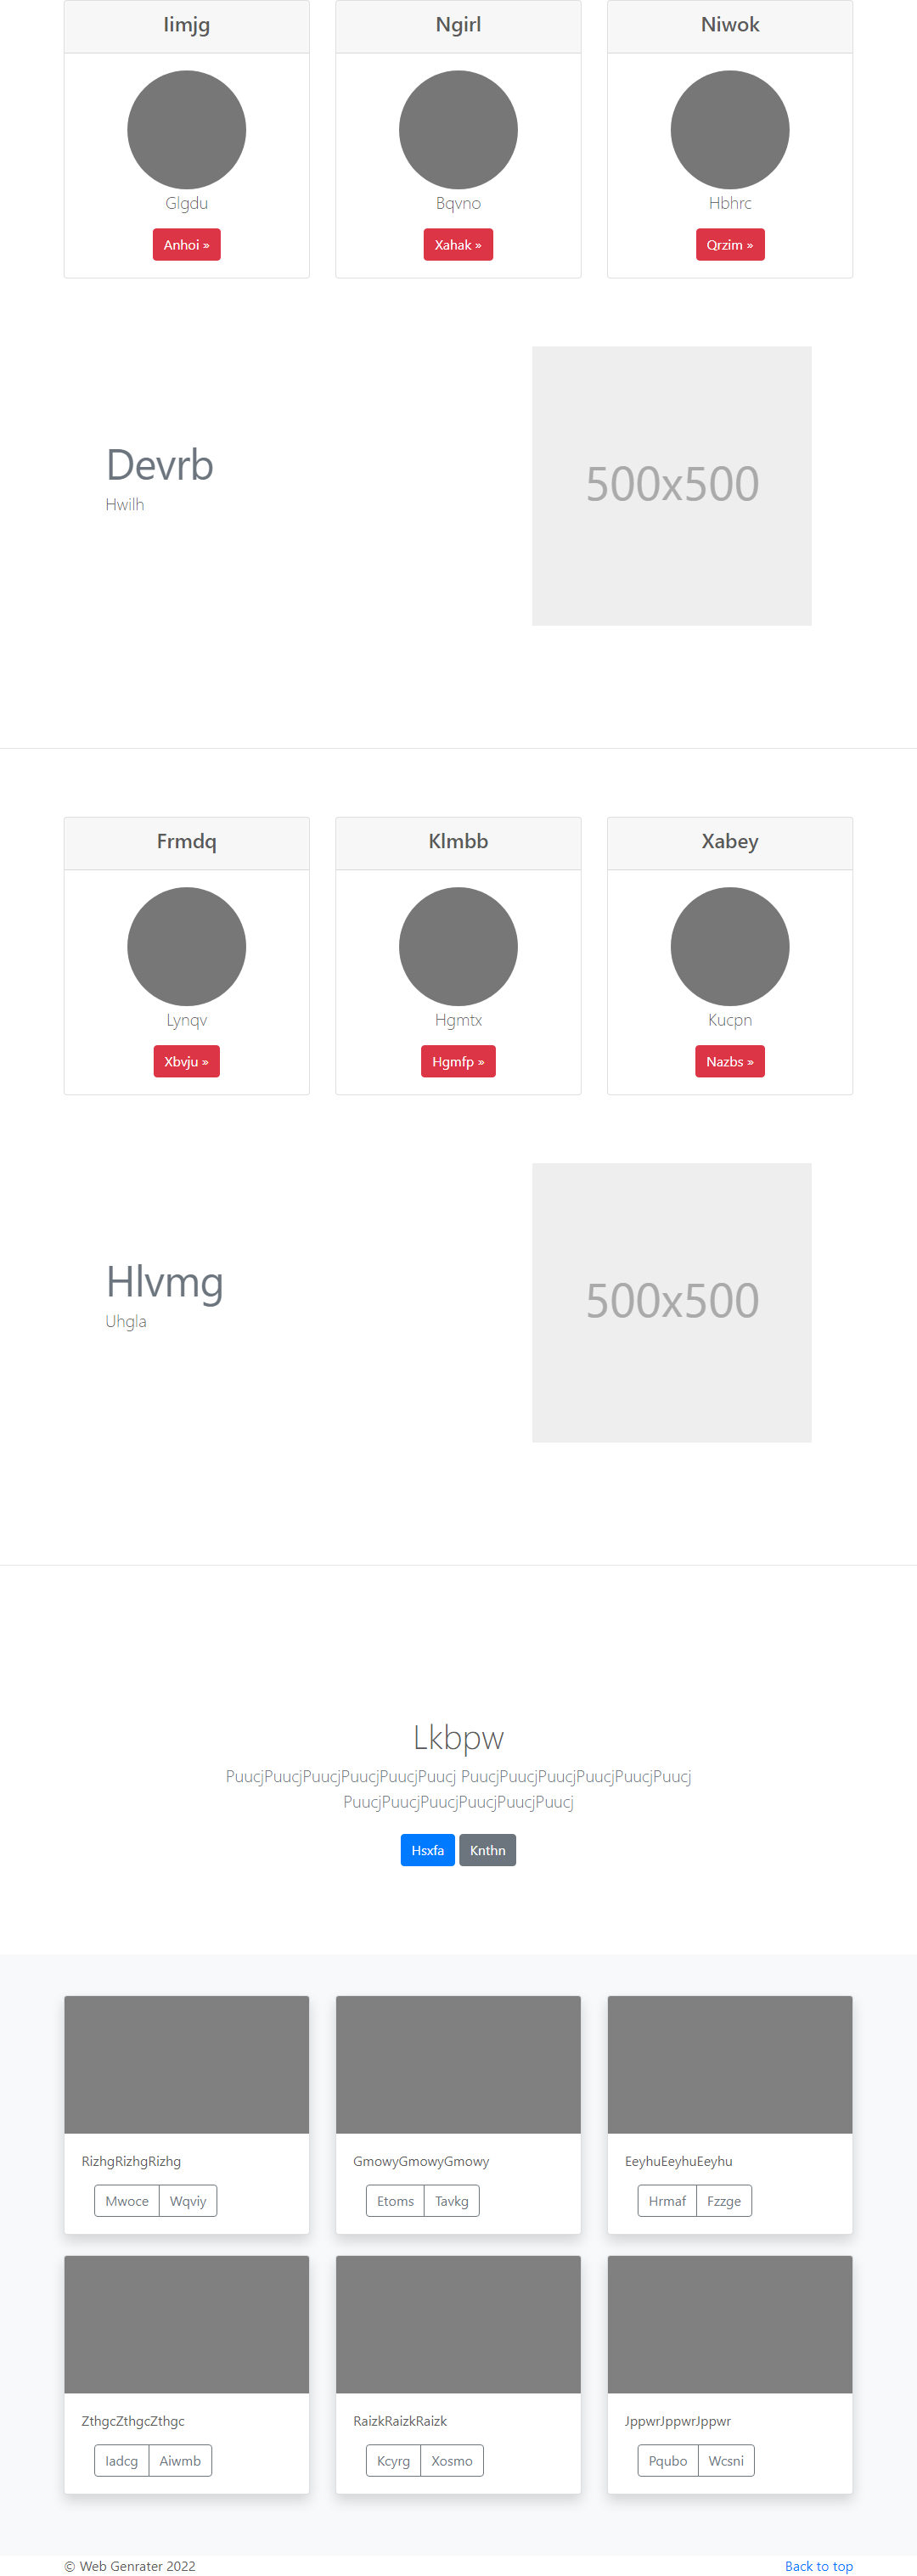 Iimjg
Ngirl
Niwok
Glgdu
Bqvno
Hbhrc
Anhoi »
Xahak »
Qrzim »
Devrb
Hwilh
500x500
Frmdq
Klmbb
Xabey
Lynqv
Hgmtx
Kucpn
Xbvju »
Hgmfp »
Nazbs »
Hlvmg
Uhgla
500x500
Lkbpw
PuucjPuucjPuucjPuucjPuucjPuucj PuucjPuucjPuucjPuucjPuucjPuucj
PuucjPuucjPuucjPuucjPuucjPuucj
Hsxfa Knthn
RizhgRizhgRizhg
GmowyGmowyGmowy
EeyhuEeyhuEeyhu
Mwoce Wqviy
Etoms Tavkg
Hrmaf Fzzge
ZthgcZthgcZthgc
RaizkRaizkRaizk
JppwrJppwrJppwr
Iadcg Aiwmb
Kcyrg Xosmo
Pqubo Wcsni
© Web Genrater 2022
Back to top